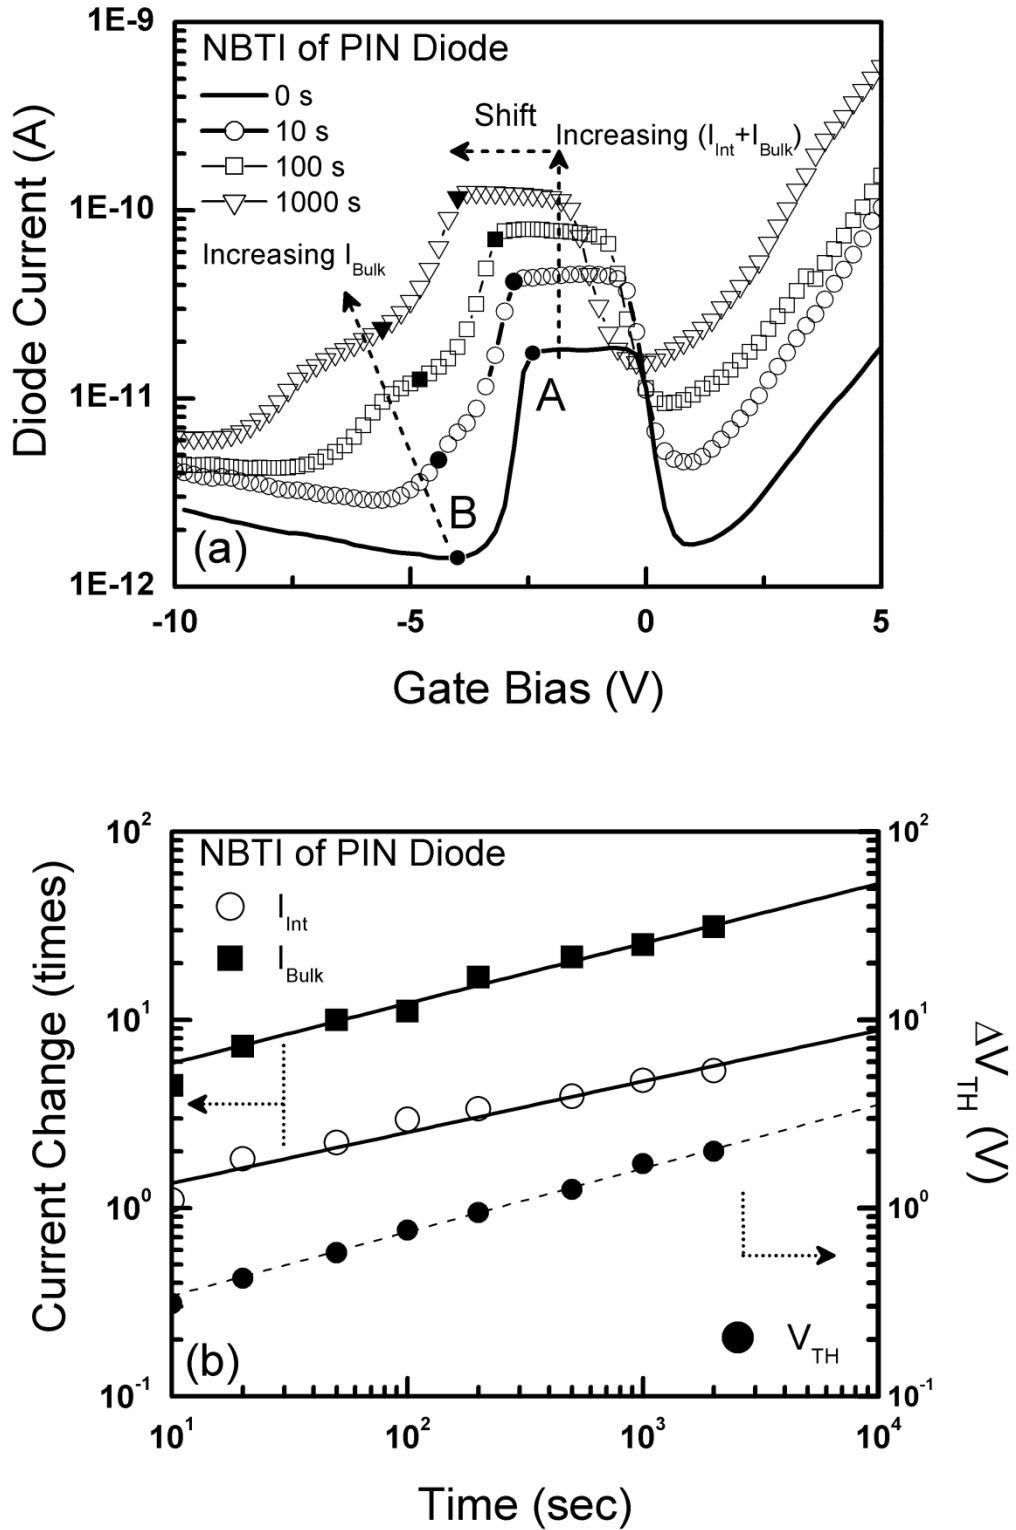 1E-9
1E-10
1E-11
1E-12
Diode Current (A)
NBTI of PIN Diode
0 s
10 s
100 s
1000 s
Shift
Increasing (I_Int+I_Bulk)
Increasing I_Bulk
A
B
(a)
-10 -5 0 5
Gate Bias (V)
10² 10²
10¹ 10¹
10⁰ 10⁰
10⁻¹ 10⁻¹
Current Change (times)
NBTI of PIN Diode
I_Int
I_Bulk
ΔV_TH (V)
V_TH
(b)
10¹ 10² 10³ 10⁴
Time (sec)